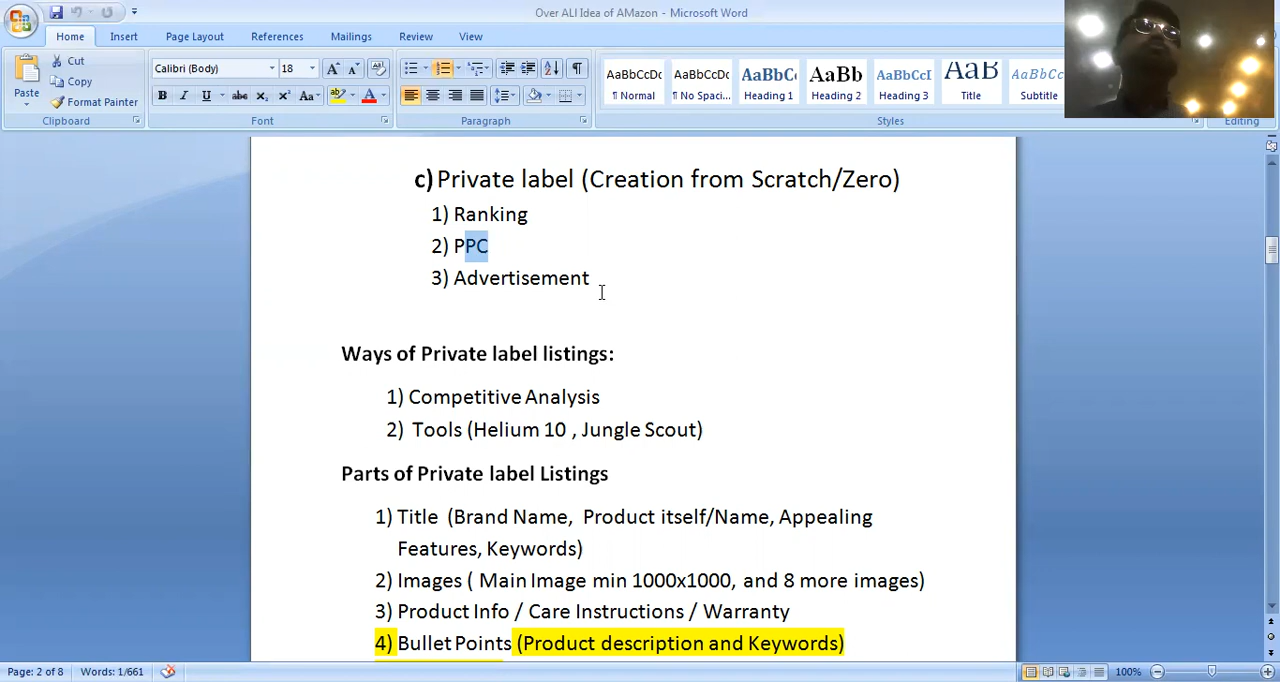 Over ALI Idea of AMazon - Microsoft Word
Home Insert Page Layout References Mailings Review View
Paste
Cut
Copy
Format Painter
Clipboard
Calibri (Body) 18
Font
Paragraph
AaBbCcDc AaBbCcDc AaBbCc AaBb AaBbCcI AaB AaBbCcI
¶ Normal ¶ No Spaci... Heading 1 Heading 2 Heading 3 Title Subtitle
Styles
Editing
c) Private label (Creation from Scratch/Zero)
1) Ranking
2) PPC
3) Advertisement
Ways of Private label listings:
1) Competitive Analysis
2) Tools (Helium 10 , Jungle Scout)
Parts of Private label Listings
1) Title (Brand Name, Product itself/Name, Appealing
Features, Keywords)
2) Images ( Main Image min 1000x1000, and 8 more images)
3) Product Info / Care Instructions / Warranty
4) Bullet Points (Product description and Keywords)
Page: 2 of 8 Words: 1/661 100%